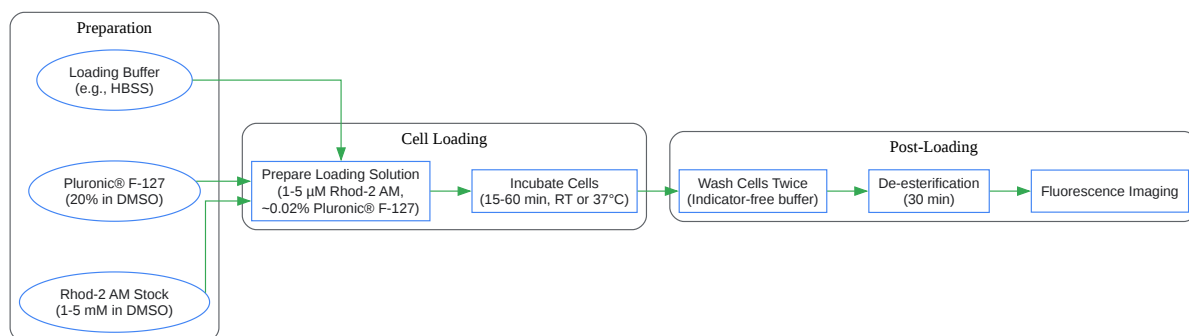 Preparation
Loading Buffer
(e.g., HBSS)
Pluronic® F-127
(20% in DMSO)
Rhod-2 AM Stock
(1-5 mM in DMSO)
Cell Loading
Prepare Loading Solution
(1-5 µM Rhod-2 AM,
~0.02% Pluronic® F-127)
Incubate Cells
(15-60 min, RT or 37°C)
Post-Loading
Wash Cells Twice
(Indicator-free buffer)
De-esterification
(30 min)
Fluorescence Imaging